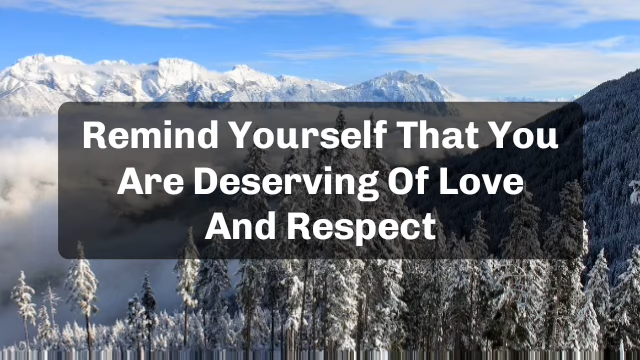 Remind Yourself That You
Are Deserving Of Love
And Respect